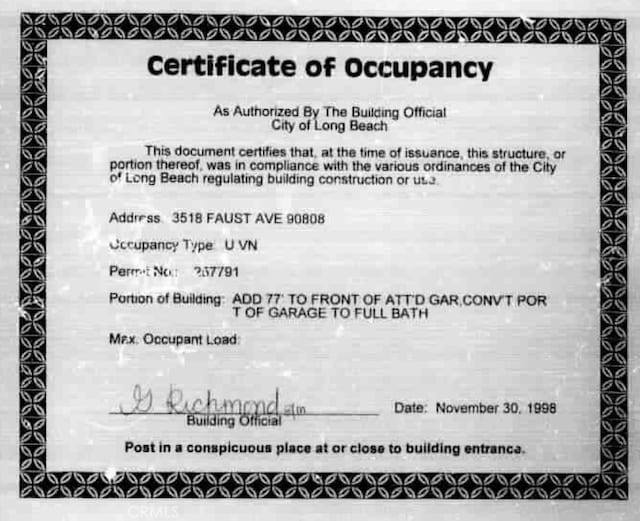 Certificate of Occupancy
As Authorized By The Building Official
City of Long Beach
This document certifies that, at the time of issuance, this structure, or
portion thereof, was in compliance with the various ordinances of the City
of Long Beach regulating building construction or use.
Address: 3518 FAUST AVE 90808
Occupancy Type: U VN
Permit No.: 257791
Portion of Building: ADD 77' TO FRONT OF ATT'D GAR,CONV'T POR
T OF GARAGE TO FULL BATH
Max. Occupant Load:
G Richmond
Building Official
Date: November 30, 1998
Post in a conspicuous place at or close to building entrance.
CRMLS